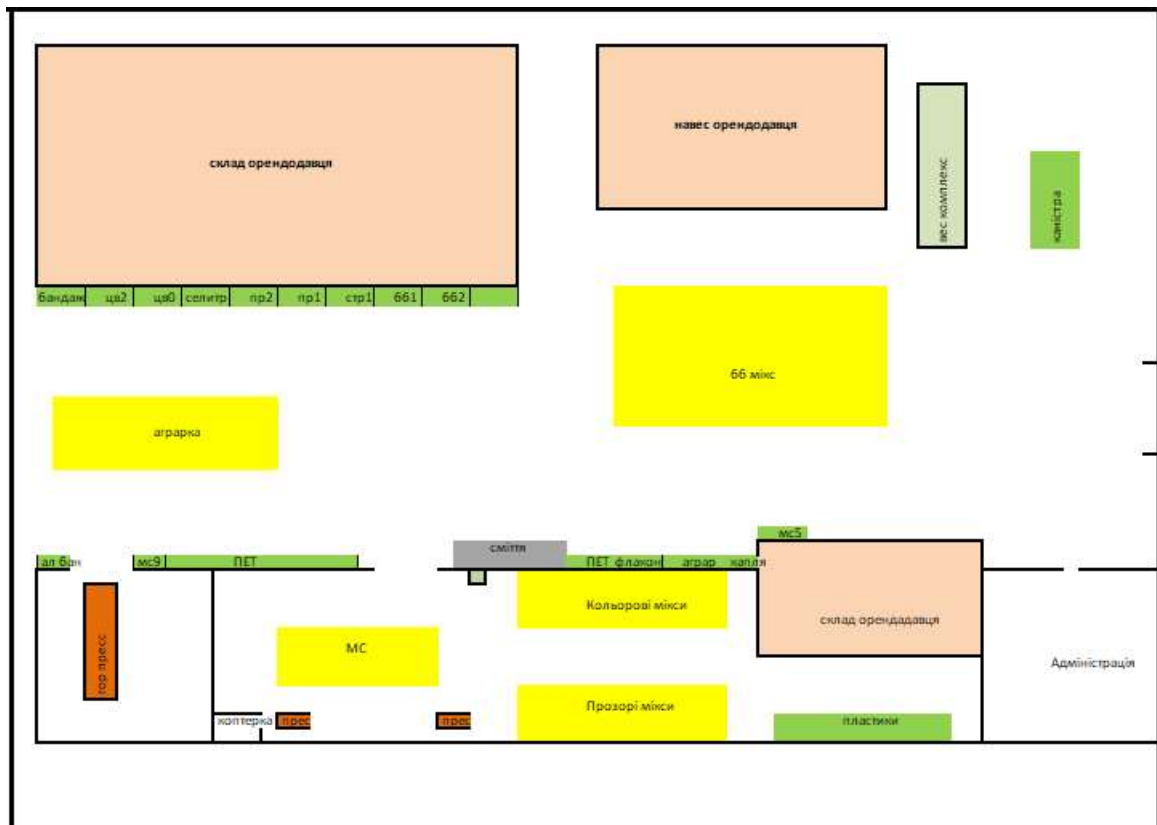 склад орендодавця
навес орендодавця
вес комплекс
каністра
бандаж цв2 цв0 селитр пр2 пр1 стр1 661 662
66 мікс
аграрка
мс5
сміття
ал бан мс9 ПЕТ ПЕТ флакон аграр капля
Кольорові мікси
склад орендадавця
гор пресс
МС
Адміністрація
Прозорі мікси
коптерка прес прес пластики